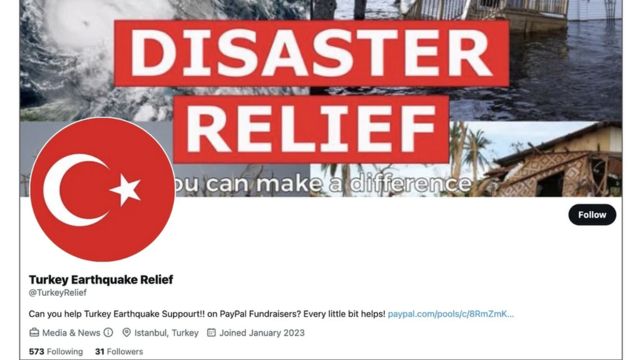 DISASTER
RELIEF
ou can make a difference
Follow
Turkey Earthquake Relief
@TurkeyRelief
Can you help Turkey Earthquake Suppourt!! on PayPal Fundraisers? Every little bit helps! paypal.com/pools/c/8RmZmK...
Media & News Istanbul, Turkey Joined January 2023
573 Following 31 Followers